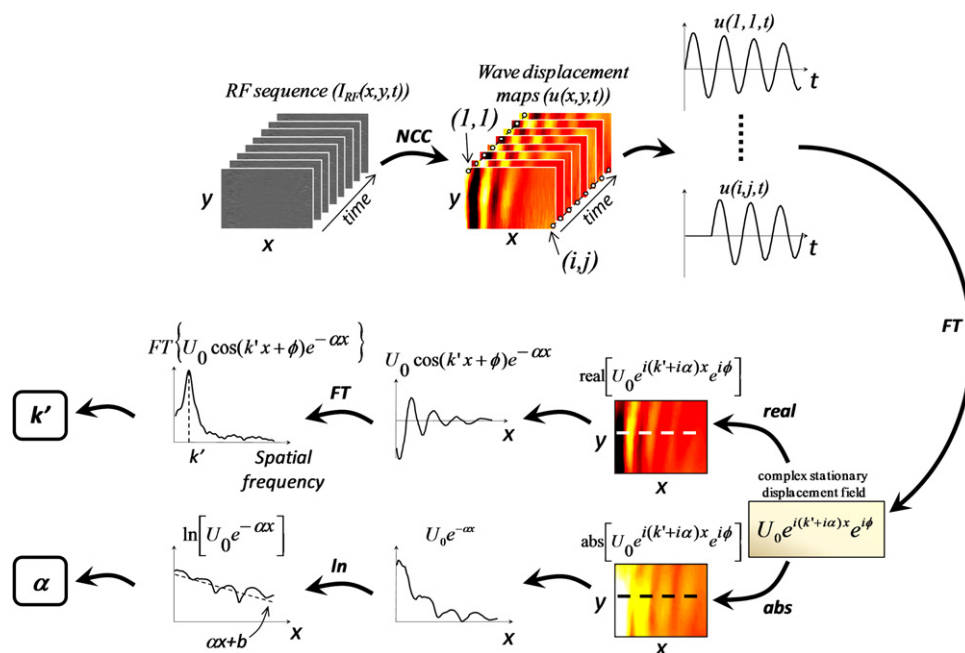 RF sequence (I_RF(x,y,t))
y
x
time
NCC
Wave displacement
maps (u(x,y,t))
(1,1)
y
x
time
(i,j)
u(1,1,t)
t
u(i,j,t)
t
FT
complex stationary
displacement field
U_0 e^{i(k'+iα)x} e^{iϕ}
real
real[U_0 e^{i(k'+iα)x} e^{iϕ}]
y
x
U_0 cos(k'x+ϕ)e^{−αx}
x
FT
FT{U_0 cos(k'x+ϕ)e^{−αx}}
k'
Spatial
frequency
k'
abs
abs[U_0 e^{i(k'+iα)x} e^{iϕ}]
y
x
U_0 e^{−αx}
x
ln
ln[U_0 e^{−αx}]
x
αx+b
α